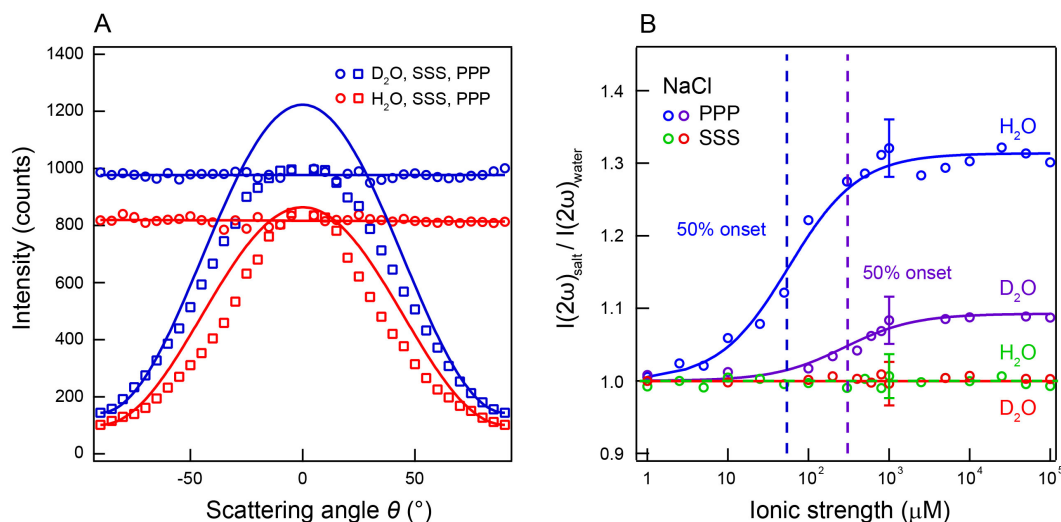 A
Intensity (counts)
1400
1200
1000
800
600
400
200
0
-50
0
50
Scattering angle θ (°)
D₂O, SSS, PPP
H₂O, SSS, PPP
B
I(2ω)salt / I(2ω)water
1.4
1.3
1.2
1.1
1.0
0.9
1
10
10²
10³
10⁴
10⁵
Ionic strength (μM)
NaCl
PPP
SSS
H₂O
50% onset
50% onset
D₂O
H₂O
D₂O